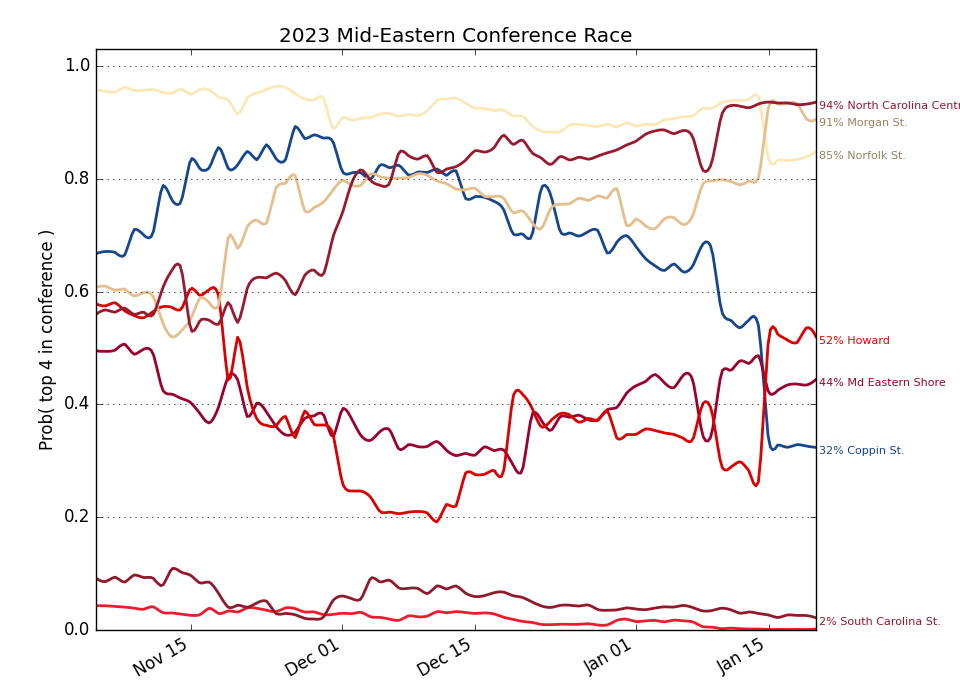 2023 Mid-Eastern Conference Race
Prob( top 4 in conference )
1.0
0.8
0.6
0.4
0.2
0.0
Nov 15
Dec 01
Dec 15
Jan 01
Jan 15
94% North Carolina Centr
91% Morgan St.
85% Norfolk St.
52% Howard
44% Md Eastern Shore
32% Coppin St.
2% South Carolina St.